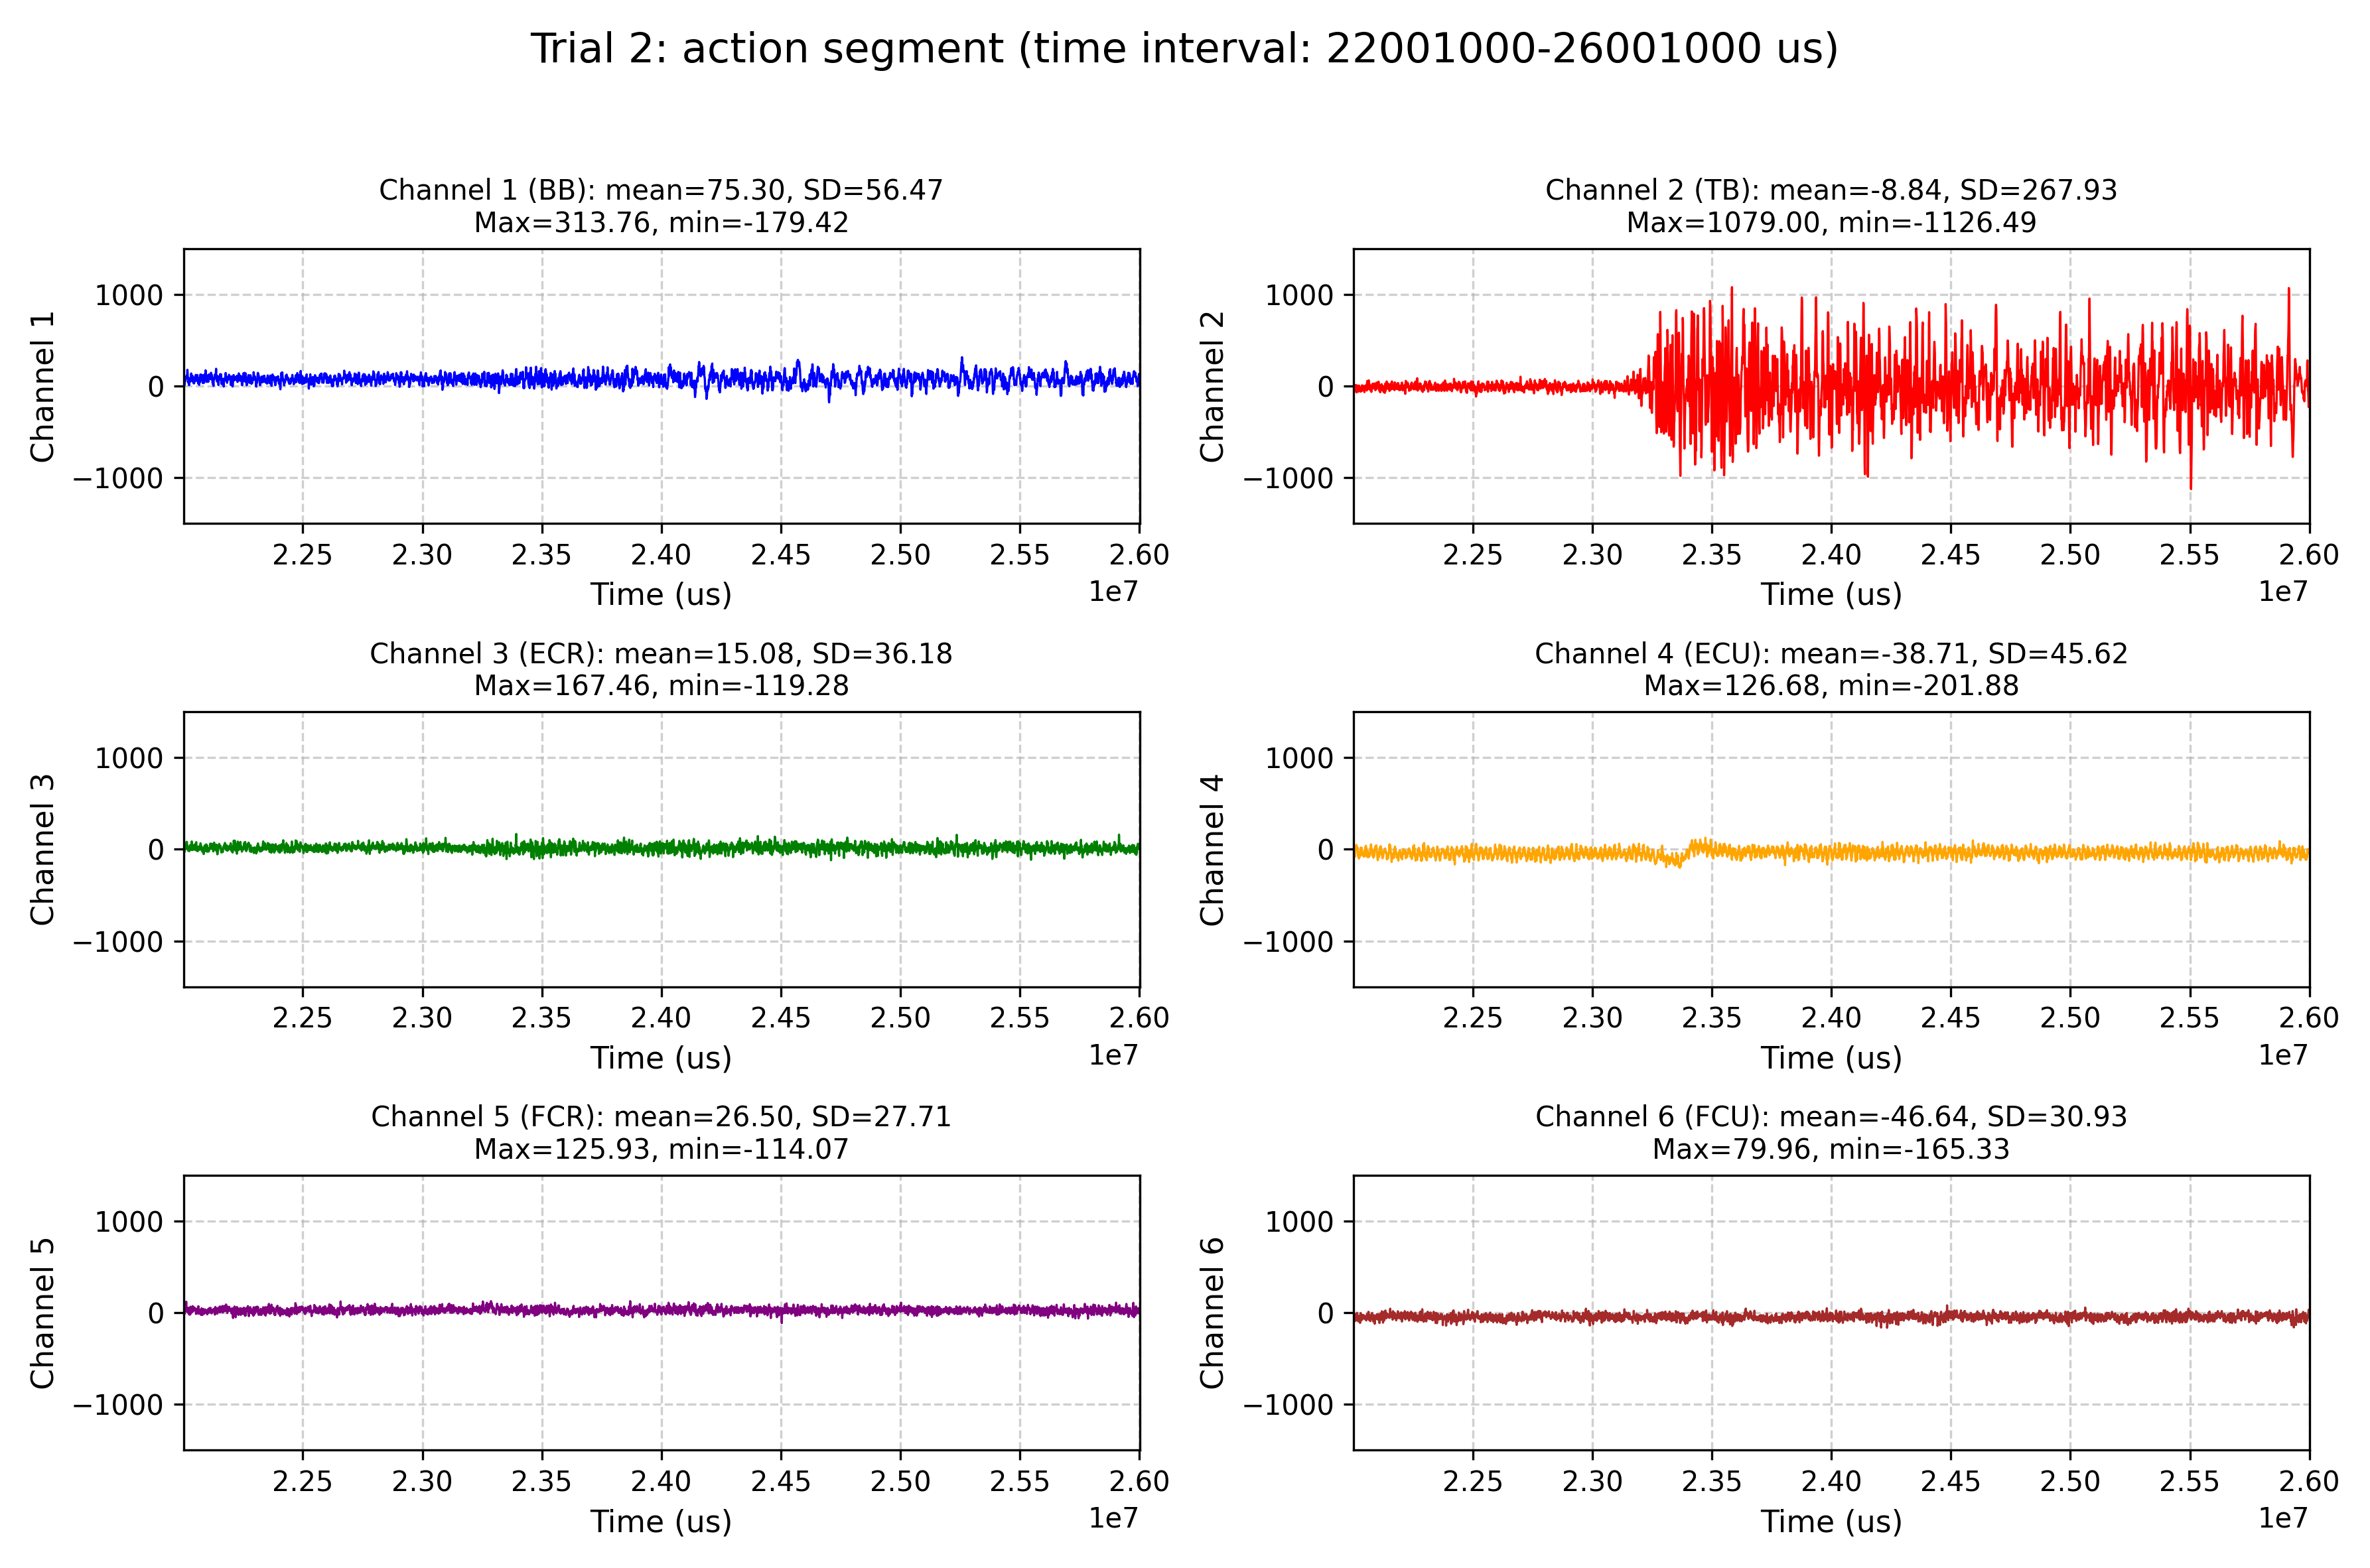 Trial 2: action segment (time interval: 22001000-26001000 us)
Channel 1 (BB): mean=75.30, SD=56.47
Max=313.76, min=-179.42
Channel 1
1000
0
−1000
2.25 2.30 2.35 2.40 2.45 2.50 2.55 2.60
Time (us)
1e7
Channel 2 (TB): mean=-8.84, SD=267.93
Max=1079.00, min=-1126.49
Channel 2
1000
0
−1000
2.25 2.30 2.35 2.40 2.45 2.50 2.55 2.60
Time (us)
1e7
Channel 3 (ECR): mean=15.08, SD=36.18
Max=167.46, min=-119.28
Channel 3
1000
0
−1000
2.25 2.30 2.35 2.40 2.45 2.50 2.55 2.60
Time (us)
1e7
Channel 4 (ECU): mean=-38.71, SD=45.62
Max=126.68, min=-201.88
Channel 4
1000
0
−1000
2.25 2.30 2.35 2.40 2.45 2.50 2.55 2.60
Time (us)
1e7
Channel 5 (FCR): mean=26.50, SD=27.71
Max=125.93, min=-114.07
Channel 5
1000
0
−1000
2.25 2.30 2.35 2.40 2.45 2.50 2.55 2.60
Time (us)
1e7
Channel 6 (FCU): mean=-46.64, SD=30.93
Max=79.96, min=-165.33
Channel 6
1000
0
−1000
2.25 2.30 2.35 2.40 2.45 2.50 2.55 2.60
Time (us)
1e7